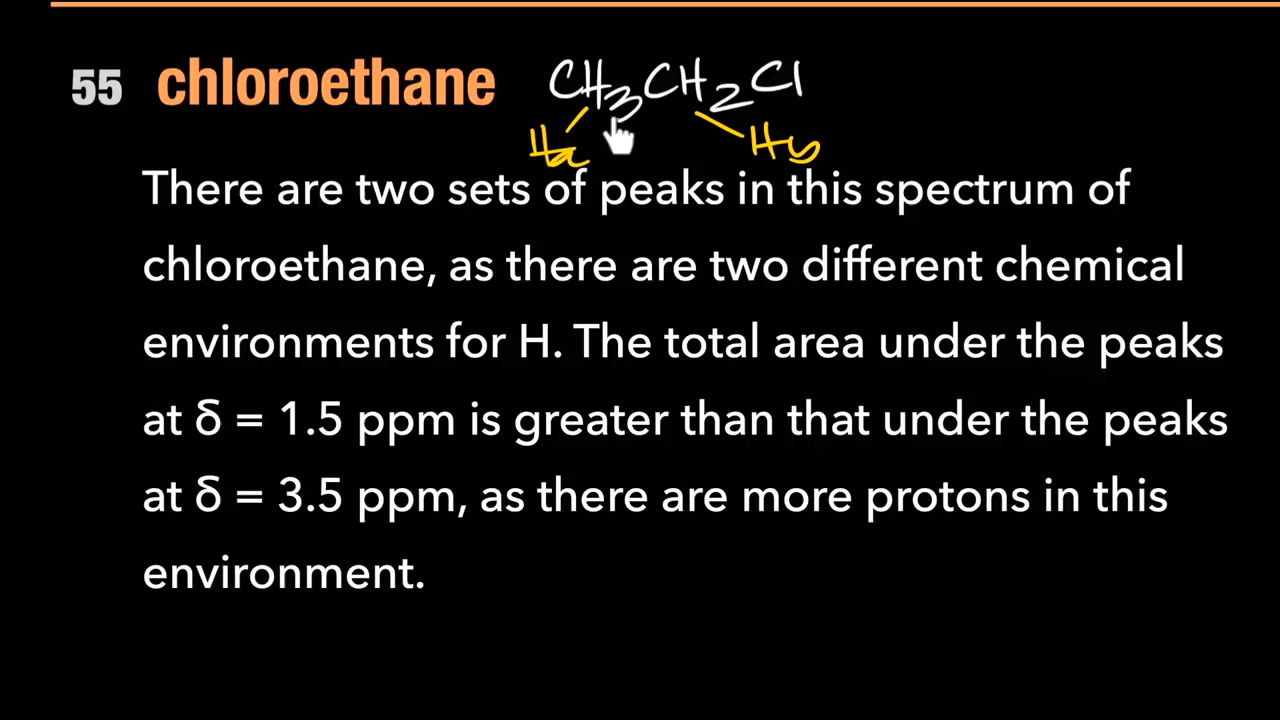 55 chloroethane CH3CH2Cl
Hx Hy
There are two sets of peaks in this spectrum of
chloroethane, as there are two different chemical
environments for H. The total area under the peaks
at δ = 1.5 ppm is greater than that under the peaks
at δ = 3.5 ppm, as there are more protons in this
environment.